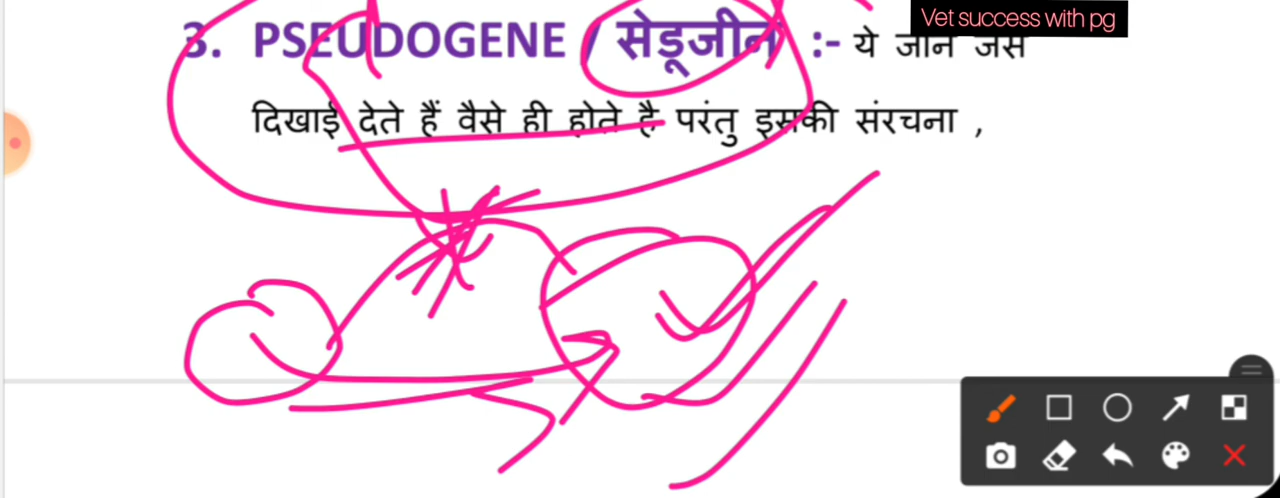 Vet success with pg
3. PSEUDOGENE / सेडूजीन :- ये जीन जैसे
दिखाई देते हैं वैसे ही होते है परंतु इसकी संरचना ,